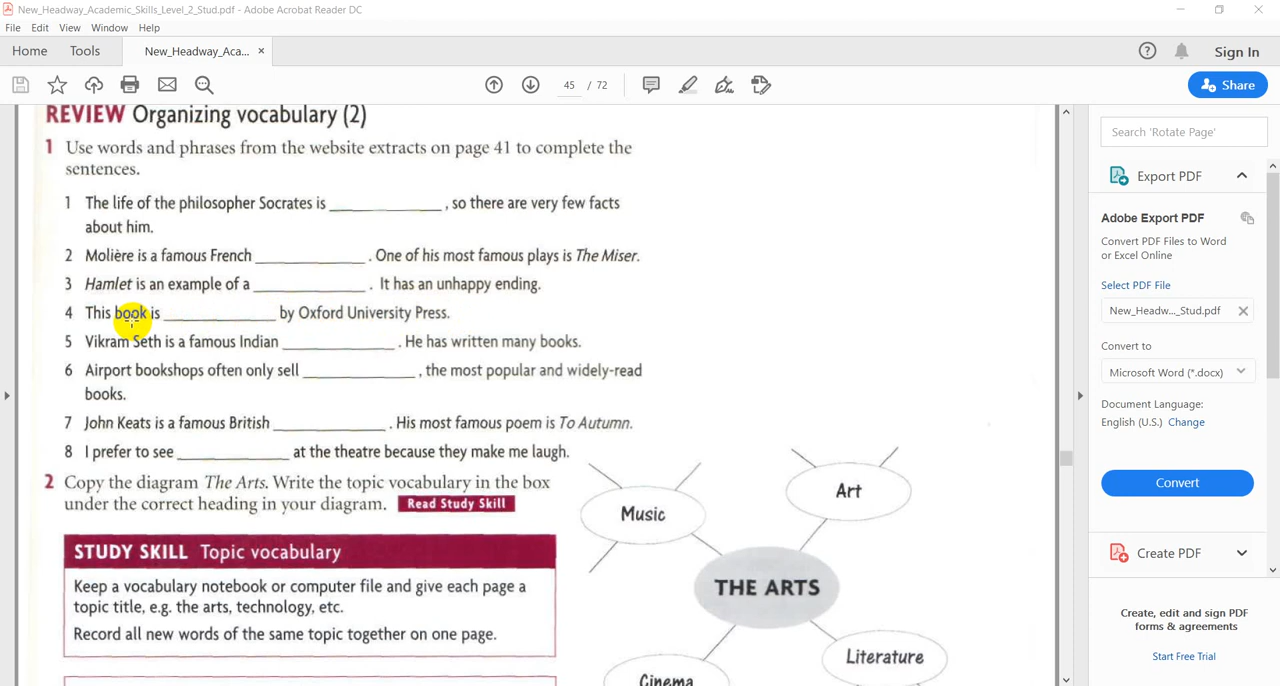 New_Headway_Academic_Skills_Level_2_Stud.pdf - Adobe Acrobat Reader DC
File Edit View Window Help
Home Tools New_Headway_Aca... × Sign In
45 / 72 Share
REVIEW Organizing vocabulary (2)
1 Use words and phrases from the website extracts on page 41 to complete the
sentences.
1 The life of the philosopher Socrates is ____________ , so there are very few facts
about him.
2 Molière is a famous French ____________ . One of his most famous plays is The Miser.
3 Hamlet is an example of a ____________ . It has an unhappy ending.
4 This book is ____________ by Oxford University Press.
5 Vikram Seth is a famous Indian ____________ . He has written many books.
6 Airport bookshops often only sell ____________ , the most popular and widely-read
books.
7 John Keats is a famous British ____________ . His most famous poem is To Autumn.
8 I prefer to see ____________ at the theatre because they make me laugh.
2 Copy the diagram The Arts. Write the topic vocabulary in the box
under the correct heading in your diagram. Read Study Skill
STUDY SKILL Topic vocabulary
Keep a vocabulary notebook or computer file and give each page a
topic title, e.g. the arts, technology, etc.
Record all new words of the same topic together on one page.
Music
Art
THE ARTS
Literature
Cinema
Search 'Rotate Page'
Export PDF
Adobe Export PDF
Convert PDF Files to Word
or Excel Online
Select PDF File
New_Headw..._Stud.pdf
Convert to
Microsoft Word (*.docx)
Document Language:
English (U.S.) Change
Convert
Create PDF
Create, edit and sign PDF
forms & agreements
Start Free Trial